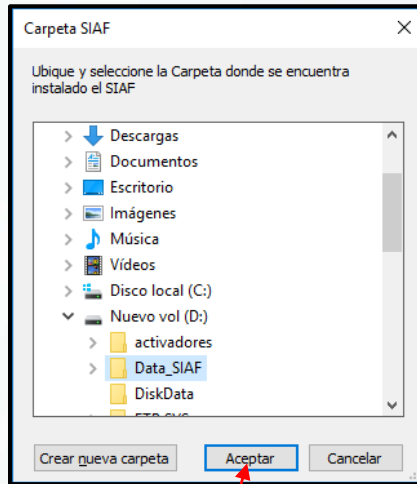 Carpeta SIAF
Ubique y seleccione la Carpeta donde se encuentra
instalado el SIAF
Descargas
Documentos
Escritorio
Imágenes
Música
Vídeos
Disco local (C:)
Nuevo vol (D:)
activadores
Data_SIAF
DiskData
Crear nueva carpeta
Aceptar
Cancelar